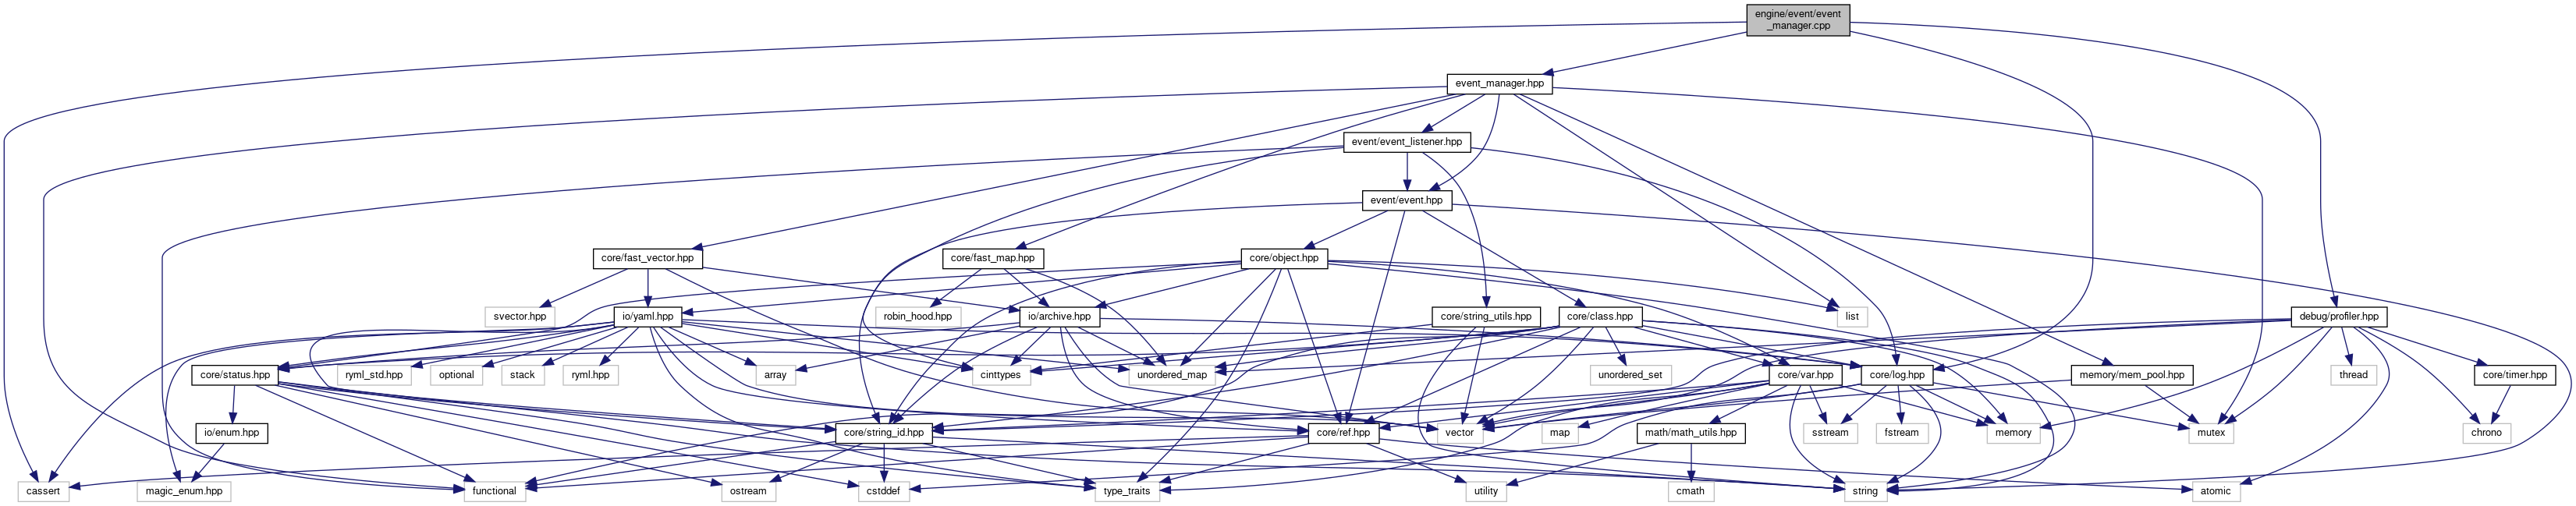 engine/event/event
_manager.cpp
event_manager.hpp
event/event_listener.hpp
event/event.hpp
core/fast_vector.hpp
core/fast_map.hpp
core/object.hpp
svector.hpp
io/yaml.hpp
robin_hood.hpp
io/archive.hpp
core/string_utils.hpp
core/class.hpp
list
debug/profiler.hpp
core/status.hpp
ryml_std.hpp
optional
stack
ryml.hpp
array
cinttypes
unordered_map
unordered_set
core/var.hpp
core/log.hpp
memory/mem_pool.hpp
thread
core/timer.hpp
io/enum.hpp
core/string_id.hpp
core/ref.hpp
vector
map
math/math_utils.hpp
sstream
fstream
memory
mutex
chrono
cassert
magic_enum.hpp
functional
ostream
cstddef
type_traits
utility
cmath
string
atomic